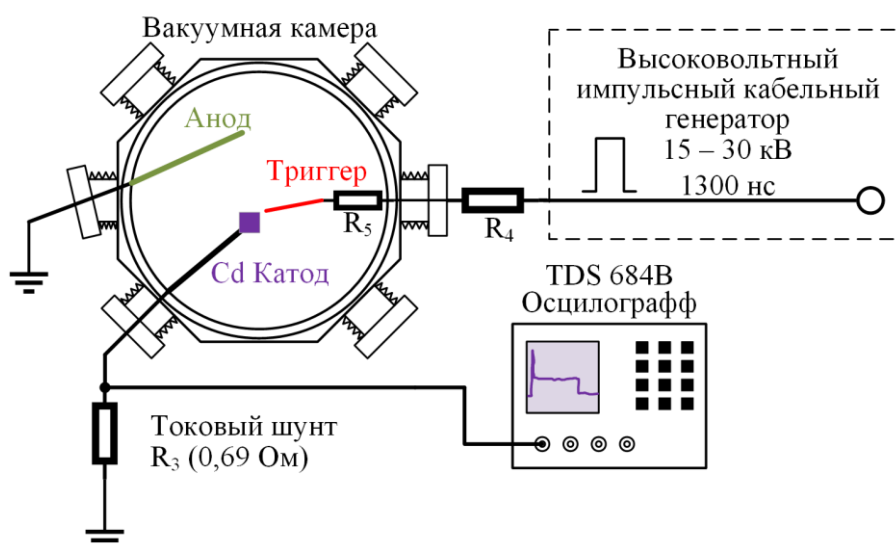 Вакуумная камера
Анод
Триггер
R5
R4
Cd Катод
Высоковольтный
импульсный кабельный
генератор
15 – 30 кВ
1300 нс
TDS 684B
Осцилографф
Токовый шунт
R3 (0,69 Ом)